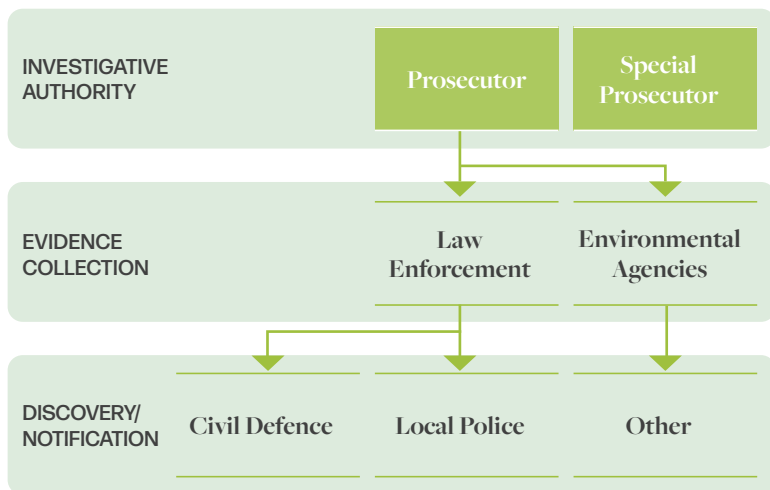 INVESTIGATIVE
AUTHORITY
Prosecutor
Special
Prosecutor
EVIDENCE
COLLECTION
Law
Enforcement
Environmental
Agencies
DISCOVERY/
NOTIFICATION
Civil Defence
Local Police
Other